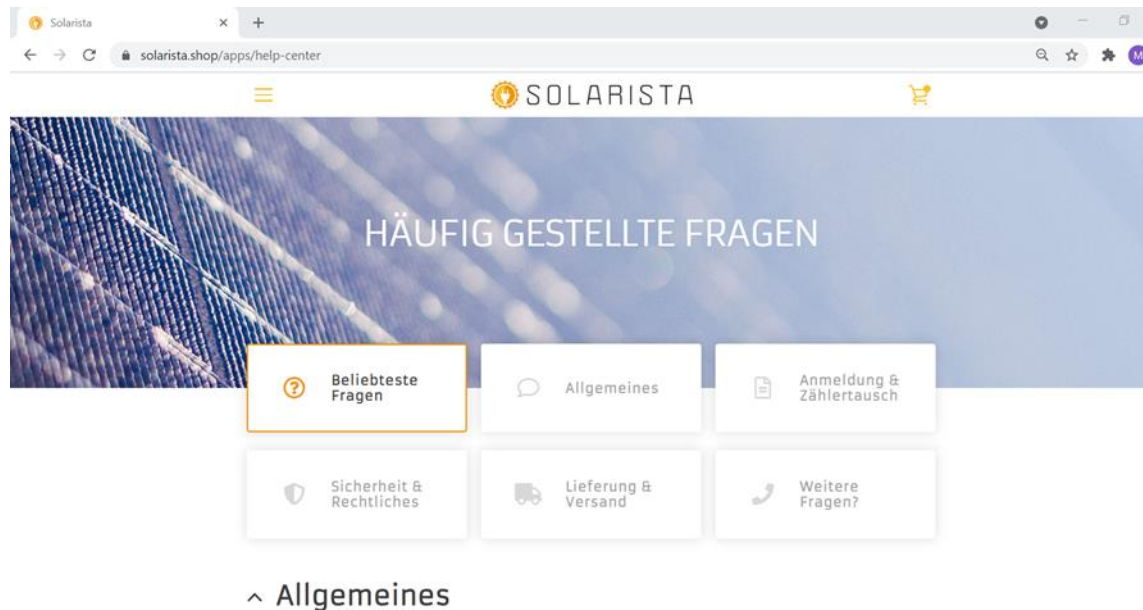 Solarista
solarista.shop/apps/help-center
M
SOLARISTA
HÄUFIG GESTELLTE FRAGEN
Beliebteste
Fragen
Allgemeines
Anmeldung &
Zählertausch
Sicherheit &
Rechtliches
Lieferung &
Versand
Weitere
Fragen?
Allgemeines